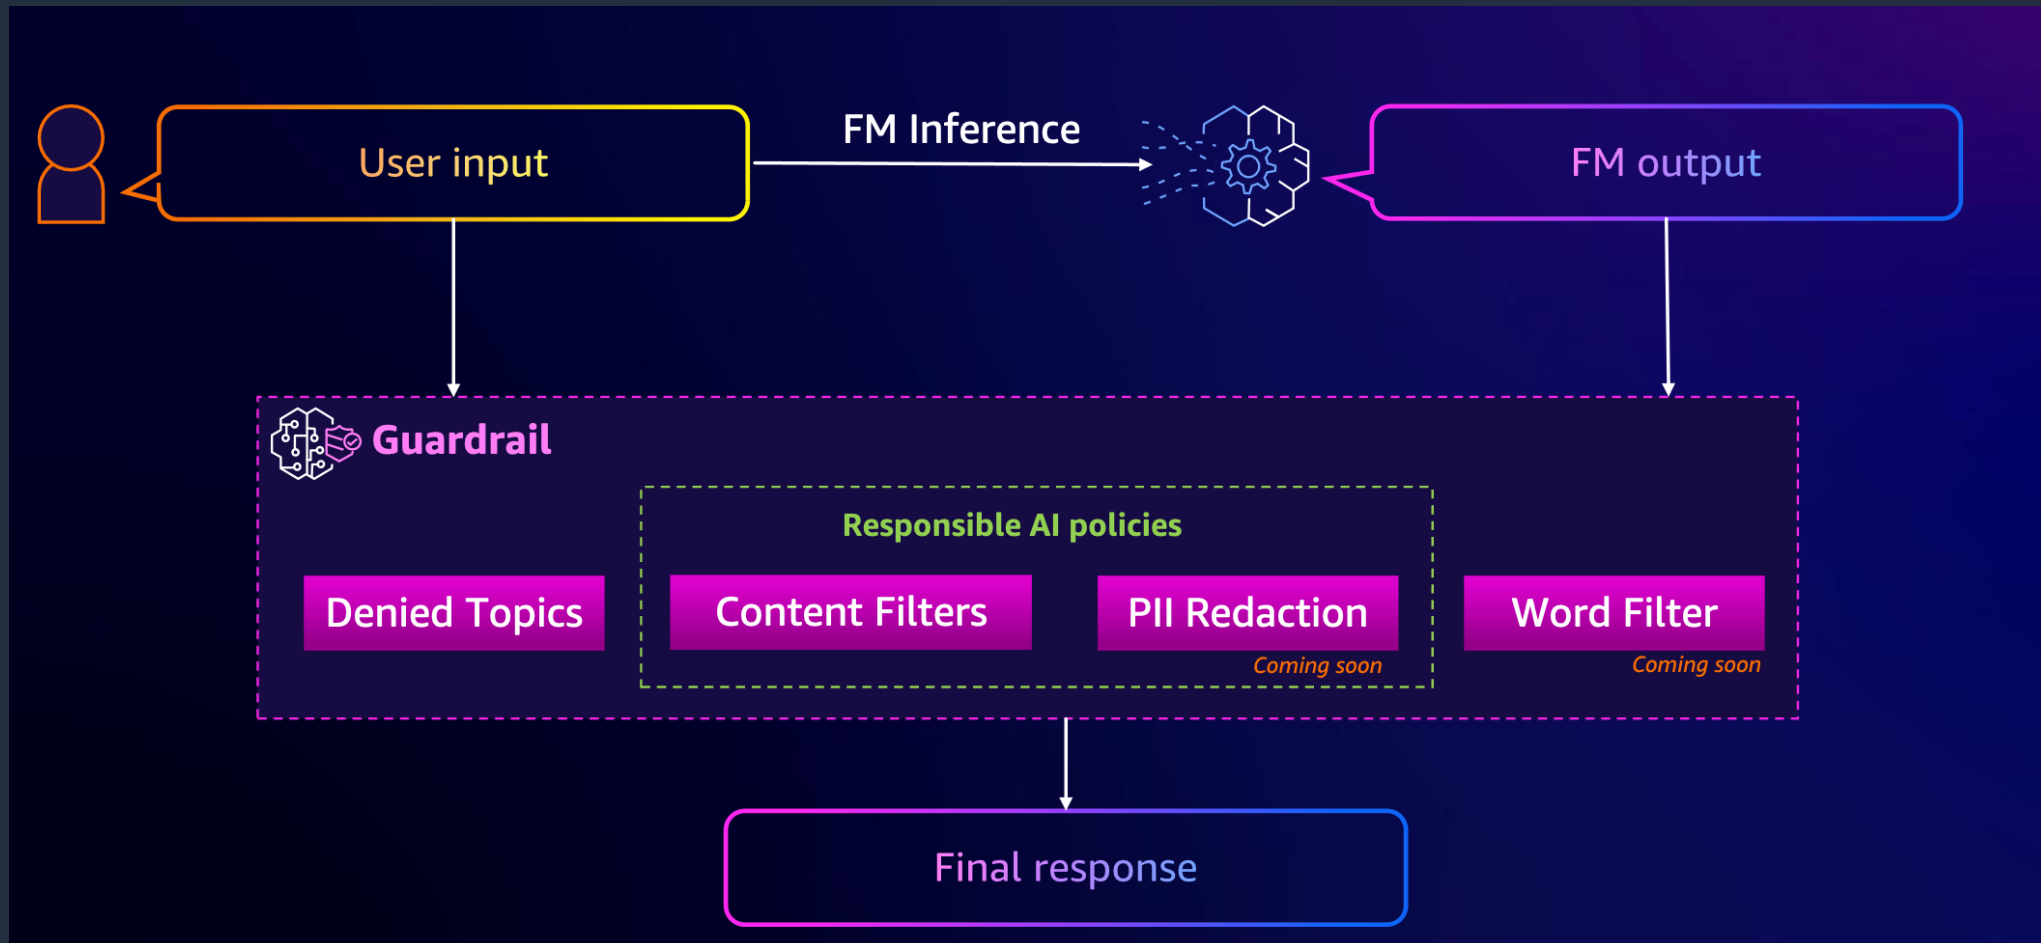 User input
FM Inference
FM output
Guardrail
Responsible AI policies
Denied Topics
Content Filters
PII Redaction
Word Filter
Coming soon
Coming soon
Final response